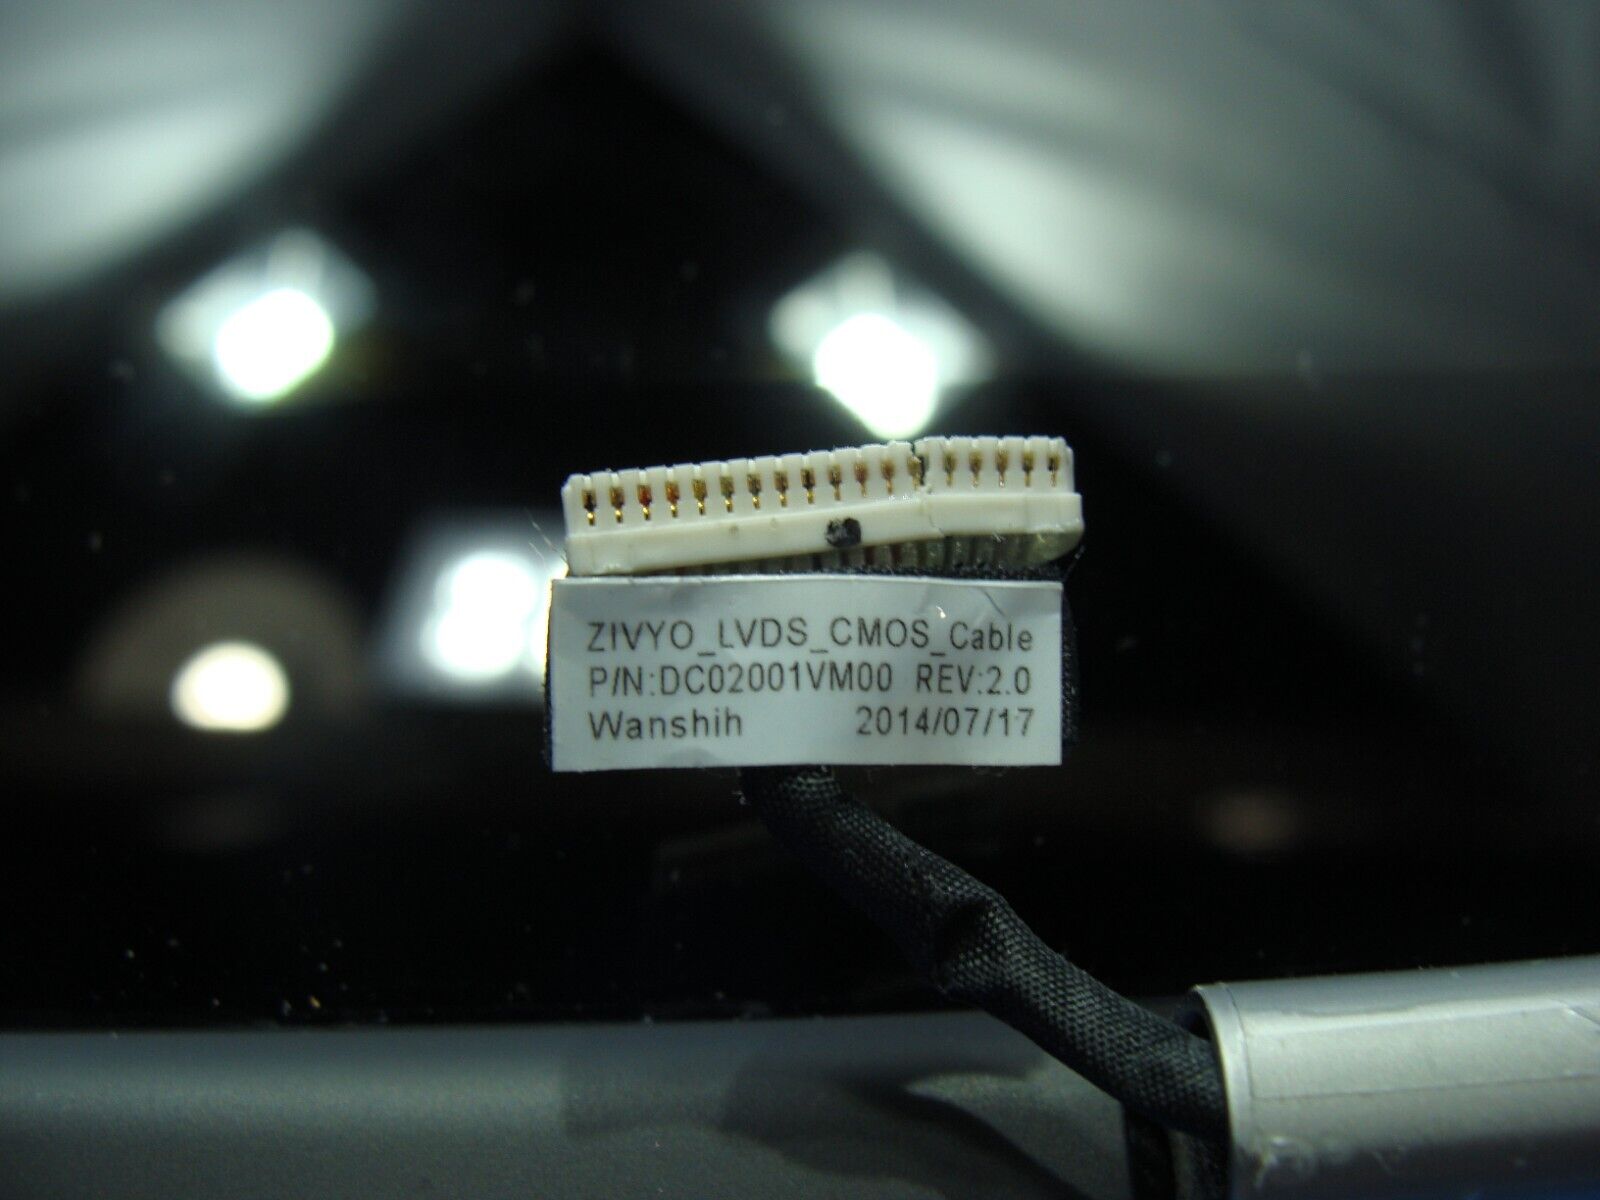 ZIVYO_LVDS_CMOS_Cable
P/N:DC02001VM00 REV:2.0
Wanshih 2014/07/17